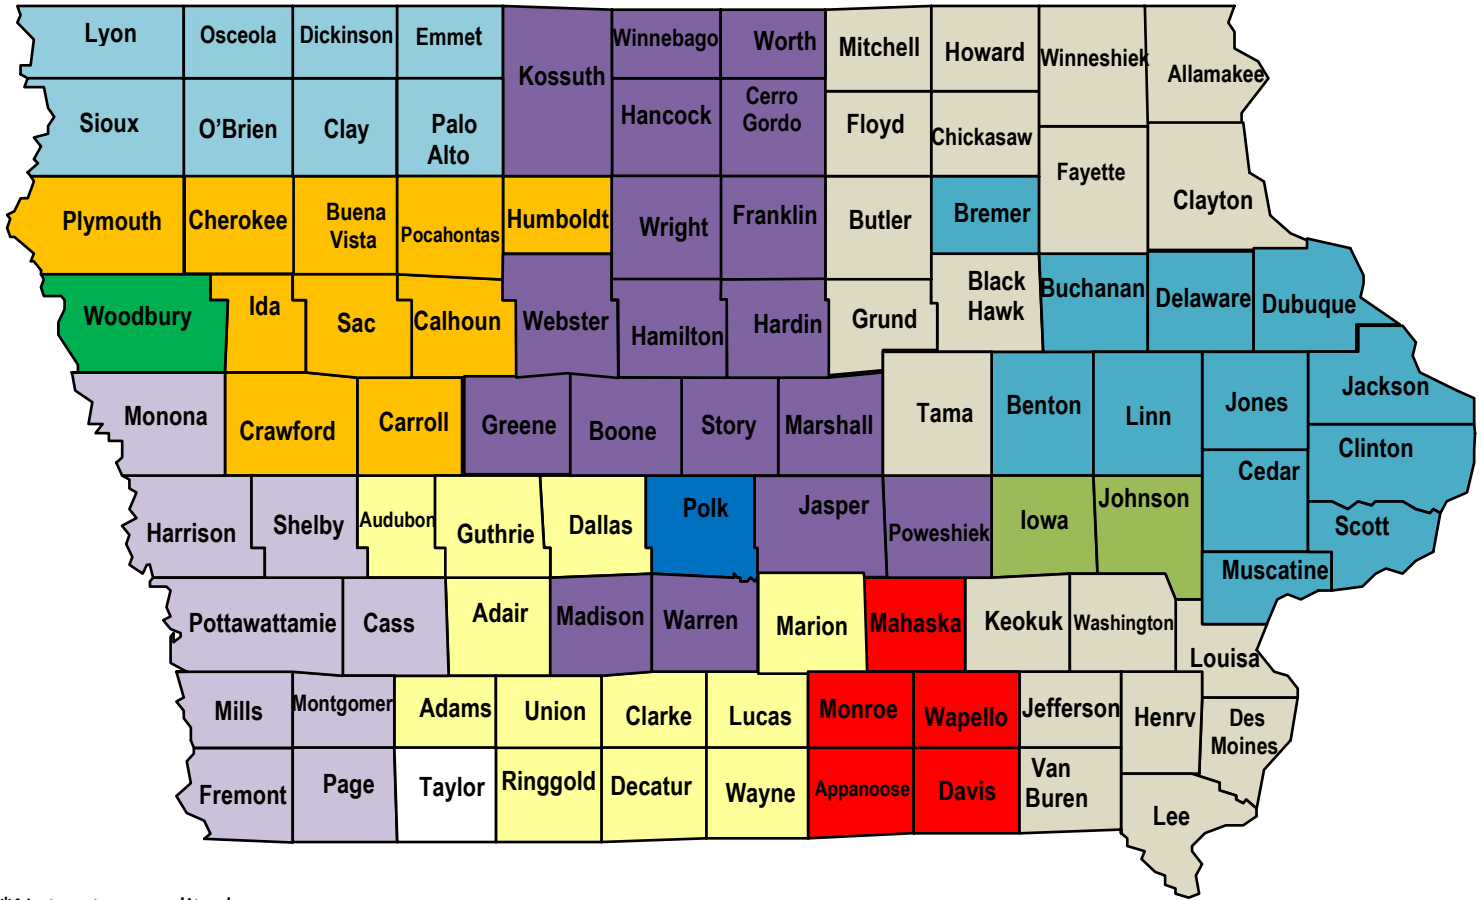 Lyon
Osceola
Dickinson
Emmet
Kossuth
Winnebago
Worth
Mitchell
Howard
Winneshiek
Allamakee
Sioux
O’Brien
Clay
Palo
Alto
Hancock
Cerro
Gordo
Floyd
Chickasaw
Fayette
Clayton
Plymouth
Cherokee
Buena
Vista
Pocahontas
Humboldt
Wright
Franklin
Butler
Bremer
Woodbury
Ida
Sac
Calhoun
Webster
Hamilton
Hardin
Grund
Black
Hawk
Buchanan
Delaware
Dubuque
Monona
Crawford
Carroll
Greene
Boone
Story
Marshall
Tama
Benton
Linn
Jones
Jackson
Clinton
Cedar
Harrison
Shelby
Audubon
Guthrie
Dallas
Polk
Jasper
Poweshiek
Iowa
Johnson
Scott
Muscatine
Pottawattamie
Cass
Adair
Madison
Warren
Marion
Mahaska
Keokuk
Washington
Louisa
Mills
Montgomer
Adams
Union
Clarke
Lucas
Monroe
Wapello
Jefferson
Henry
Des
Moines
Fremont
Page
Taylor
Ringgold
Decatur
Wayne
Appanoose
Davis
Van
Buren
Lee